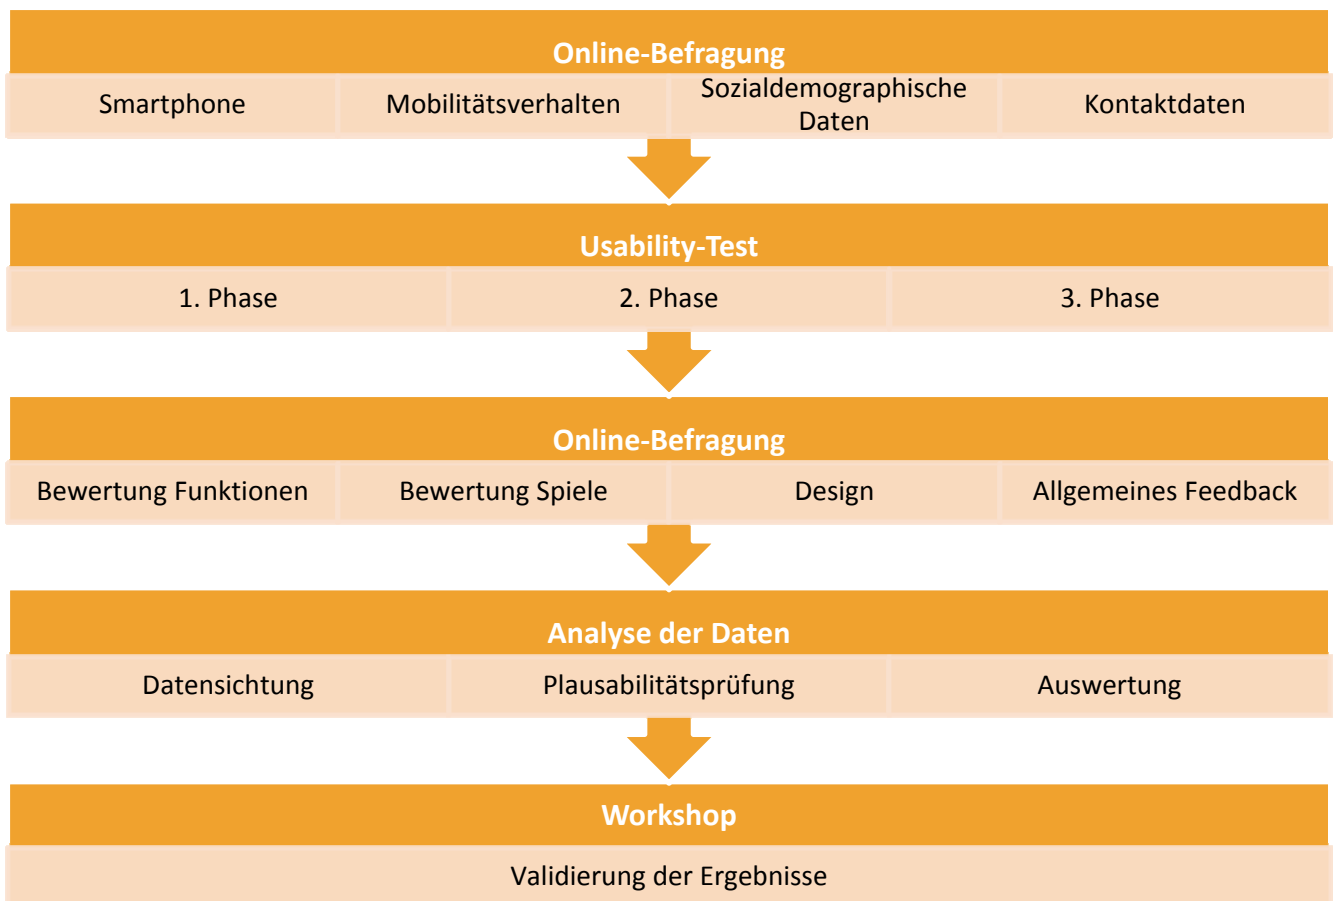 Online-Befragung
Smartphone
Mobilitätsverhalten
Sozialdemographische
Daten
Kontaktdaten
Usability-Test
1. Phase
2. Phase
3. Phase
Online-Befragung
Bewertung Funktionen
Bewertung Spiele
Design
Allgemeines Feedback
Analyse der Daten
Datensichtung
Plausabilitätsprüfung
Auswertung
Workshop
Validierung der Ergebnisse